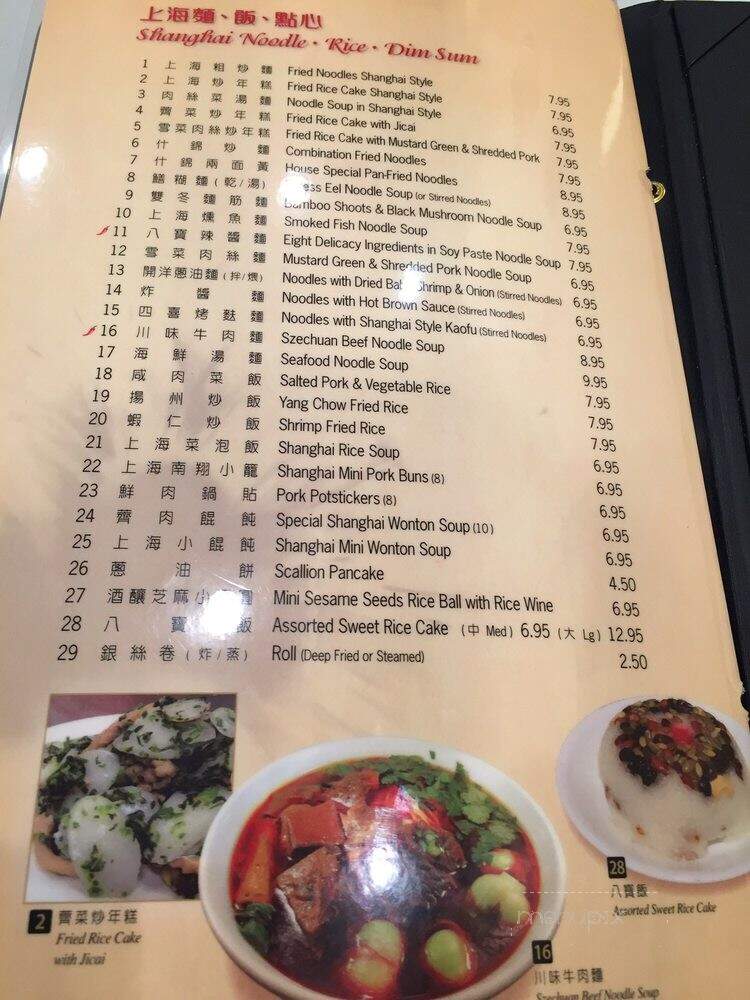 上海麵、飯、點心
Shanghai Noodle · Rice · Dim Sum
1 上海粗炒麵 Fried Noodles Shanghai Style 7.95
2 上海炒年糕 Fried Rice Cake Shanghai Style 7.95
3 肉絲菜湯麵 Noodle Soup in Shanghai Style 6.95
4 薺菜炒年糕 Fried Rice Cake with Jicai 7.95
5 雪菜肉絲炒年糕 Fried Rice Cake with Mustard Green & Shredded Pork 7.95
6 什錦炒麵 Combination Fried Noodles 7.95
7 什錦兩面黃 House Special Pan-Fried Noodles 8.95
8 鱔糊麵(乾/湯) Eel Noodle Soup (or Stirred Noodles) 8.95
9 雙冬麵筋麵 Bamboo Shoots & Black Mushroom Noodle Soup 6.95
10 上海燻魚麵 Smoked Fish Noodle Soup 7.95
11 八寶辣醬麵 Eight Delicacy Ingredients in Soy Paste Noodle Soup 7.95
12 雪菜肉絲麵 Mustard Green & Shredded Pork Noodle Soup 6.95
13 開洋蔥油麵(拌/煨) Noodles with Dried Baby Shrimp & Onion (Stirred Noodles) 6.95
14 炸醬麵 Noodles with Hot Brown Sauce (Stirred Noodles) 6.95
15 四喜烤麩麵 Noodles with Shanghai Style Kaofu (Stirred Noodles) 6.95
16 川味牛肉麵 Szechuan Beef Noodle Soup 8.95
17 海鮮湯麵 Seafood Noodle Soup 9.95
18 咸肉菜飯 Salted Pork & Vegetable Rice 7.95
19 揚州炒飯 Yang Chow Fried Rice 7.95
20 蝦仁炒飯 Shrimp Fried Rice 7.95
21 上海菜泡飯 Shanghai Rice Soup 6.95
22 上海南翔小籠 Shanghai Mini Pork Buns (8) 6.95
23 鮮肉鍋貼 Pork Potstickers (8) 6.95
24 薺肉餛飩 Special Shanghai Wonton Soup (10) 6.95
25 上海小餛飩 Shanghai Mini Wonton Soup 6.95
26 蔥油餅 Scallion Pancake 4.50
27 酒釀芝麻小圓 Mini Sesame Seeds Rice Ball with Rice Wine 6.95
28 八寶飯 Assorted Sweet Rice Cake (中 Med) 6.95 (大 Lg) 12.95
29 銀絲卷(炸/蒸) Roll (Deep Fried or Steamed) 2.50
28
八寶飯
Assorted Sweet Rice Cake
2 薺菜炒年糕
Fried Rice Cake
with Jicai
16
川味牛肉麵
Szechuan Beef Noodle Soup